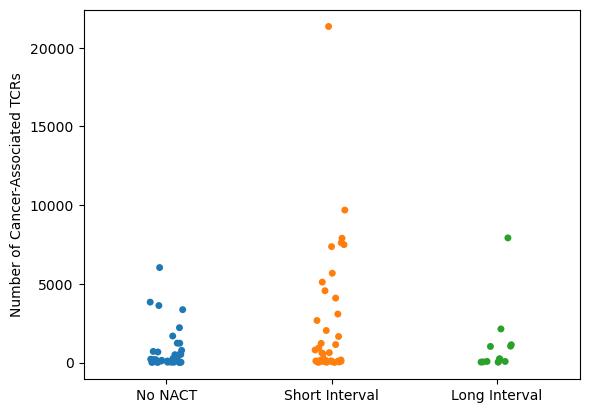 Number of Cancer-Associated TCRs
20000
15000
10000
5000
0
No NACT
Short Interval
Long Interval